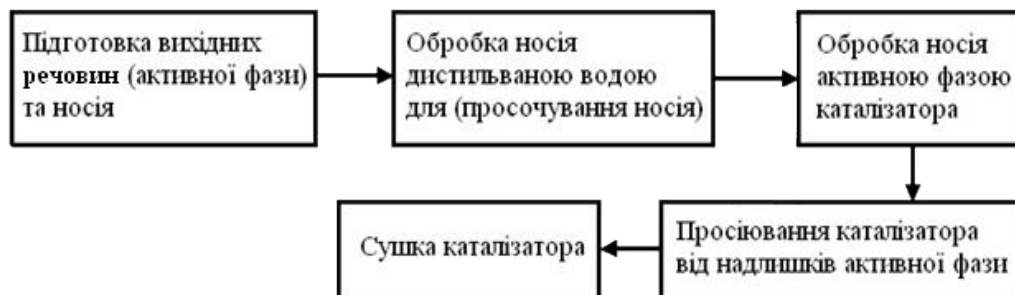 Підготовка вихідних
речовин (активної фази)
та носія
Обробка носія
дистильваною водою
для (просочування носія)
Обробка носія
активною фазою
каталізатора
Просіювання каталізатора
від надлишків активної фази
Сушка каталізатора